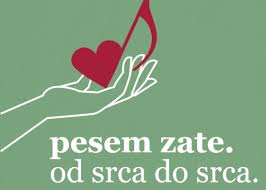 pesem zate.
od srca do srca.